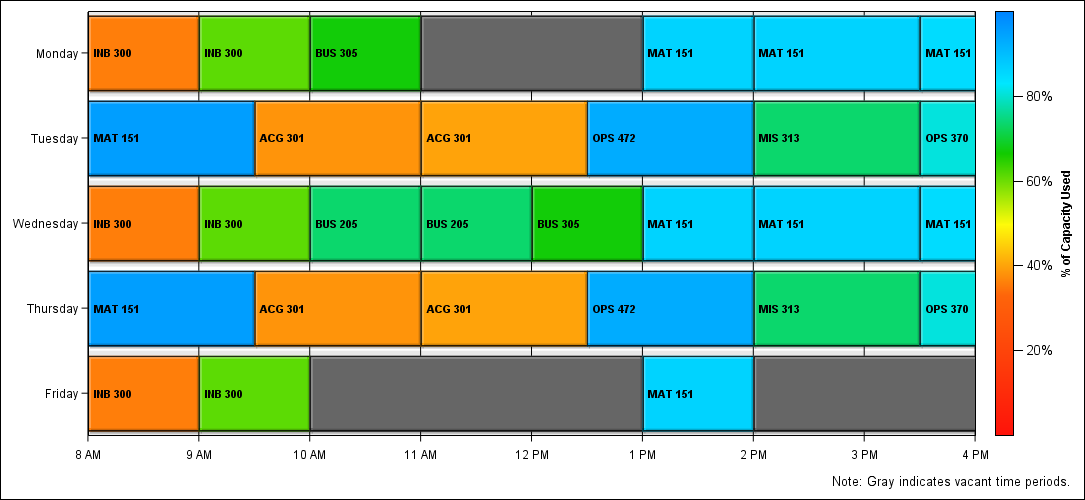 Monday
INB 300
INB 300
BUS 305
MAT 151
MAT 151
MAT 151
Tuesday
MAT 151
ACG 301
ACG 301
OPS 472
MIS 313
OPS 370
Wednesday
INB 300
INB 300
BUS 205
BUS 205
BUS 305
MAT 151
MAT 151
MAT 151
Thursday
MAT 151
ACG 301
ACG 301
OPS 472
MIS 313
OPS 370
Friday
INB 300
INB 300
MAT 151
8 AM
9 AM
10 AM
11 AM
12 PM
1 PM
2 PM
3 PM
4 PM
80%
60%
40%
20%
% of Capacity Used
Note: Gray indicates vacant time periods.